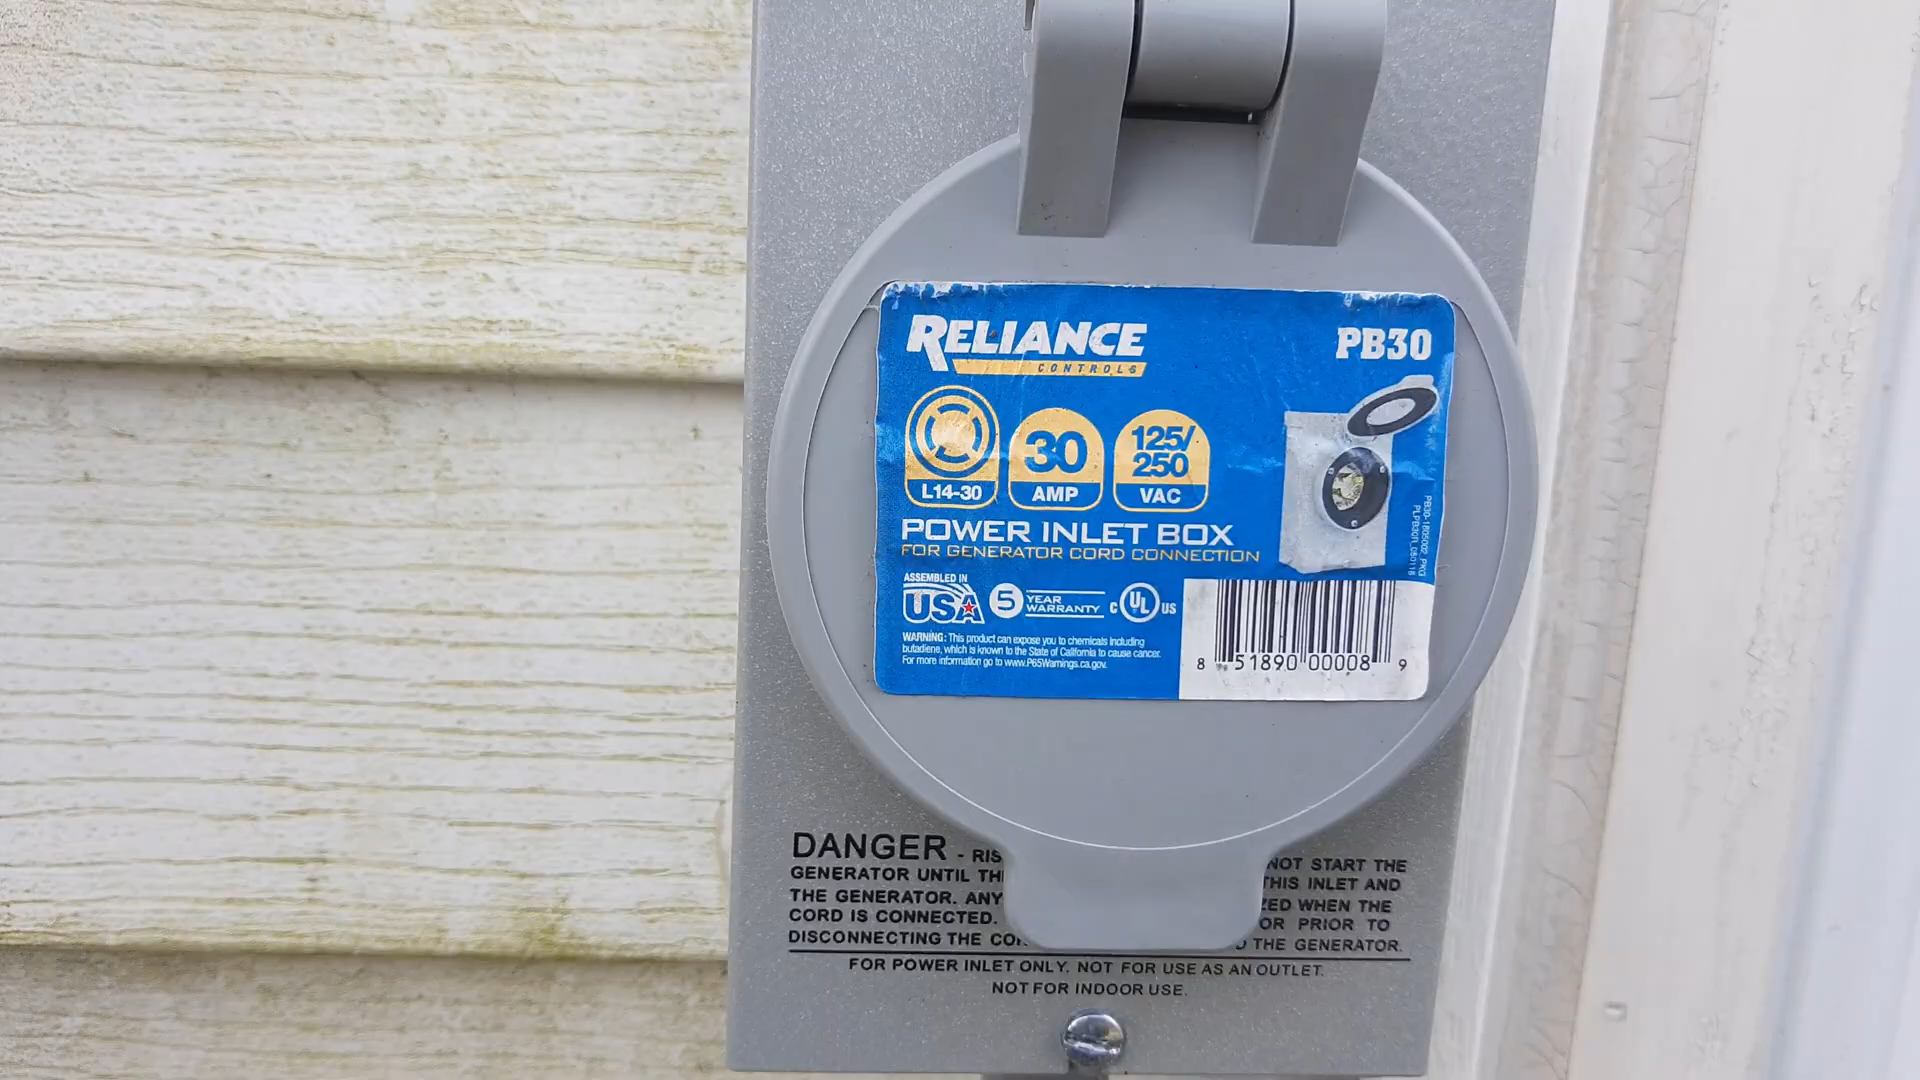 RELIANCE
CONTROLS
PB30
L14-30
30
AMP
125/
250
VAC
POWER INLET BOX
FOR GENERATOR CORD CONNECTION
ASSEMBLED IN
USA
5 YEAR
WARRANTY
C UL US
WARNING: This product can expose you to chemicals including
butadiene, which is known to the State of California to cause cancer.
For more information go to www.P65Warnings.ca.gov.
51890 00008 9
DANGER - NOT START THE
GENERATOR UNTIL THIS INLET AND
THE GENERATOR. ANY WHEN THE
CORD IS CONNECTED. OR PRIOR TO
DISCONNECTING THE THE GENERATOR.
FOR POWER INLET ONLY. NOT FOR USE AS AN OUTLET.
NOT FOR INDOOR USE.